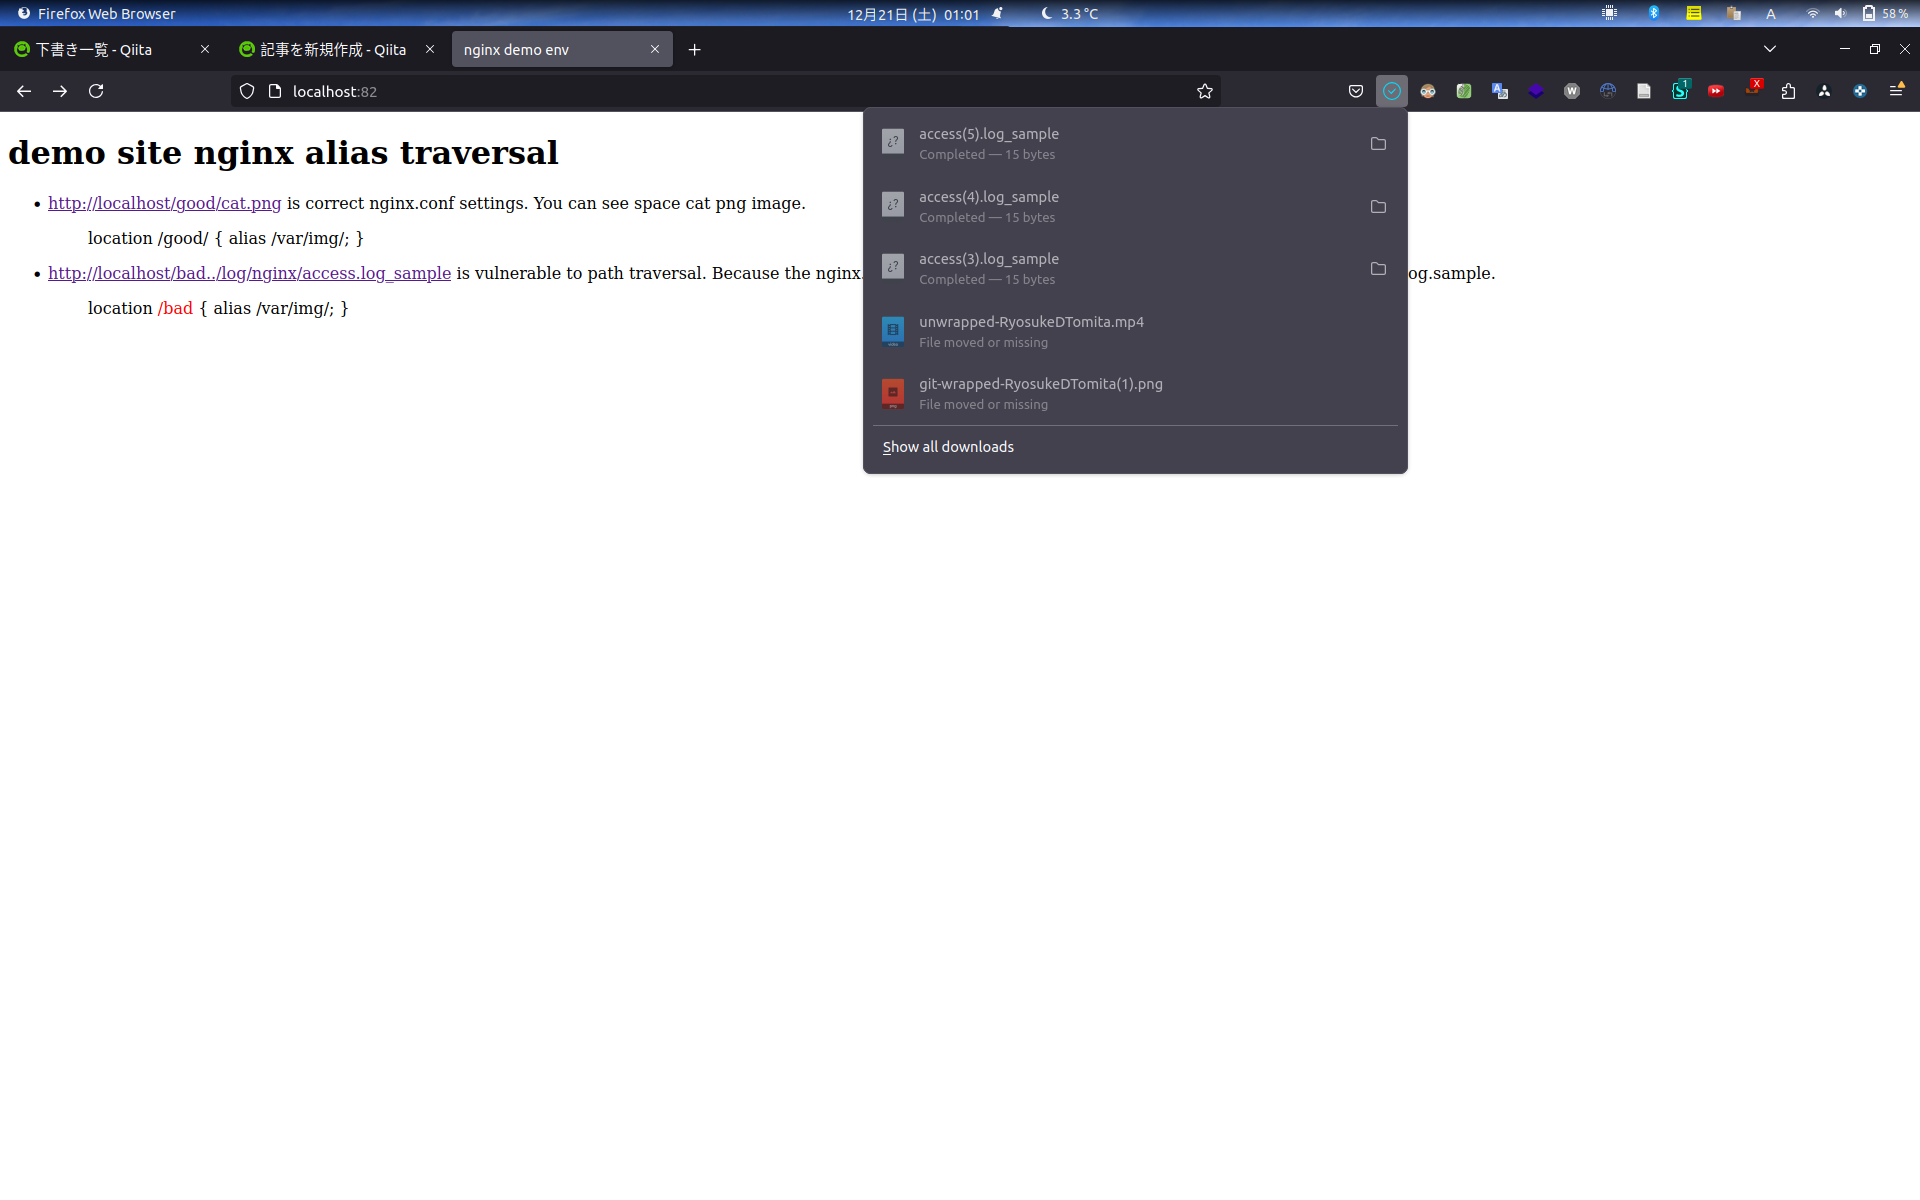 Firefox Web Browser
12月21日 (土) 01:01
3.3 °C
A
58 %
下書き一覧 - Qiita
記事を新規作成 - Qiita
nginx demo env
localhost:82
W
1
X
demo site nginx alias traversal
http://localhost/good/cat.png is correct nginx.conf settings. You can see space cat png image.
location /good/ { alias /var/img/; }
http://localhost/bad../log/nginx/access.log_sample is vulnerable to path traversal. Because the nginx. og.sample.
location /bad { alias /var/img/; }
access(5).log_sample
Completed — 15 bytes
access(4).log_sample
Completed — 15 bytes
access(3).log_sample
Completed — 15 bytes
unwrapped-RyosukeDTomita.mp4
File moved or missing
git-wrapped-RyosukeDTomita(1).png
File moved or missing
Show all downloads